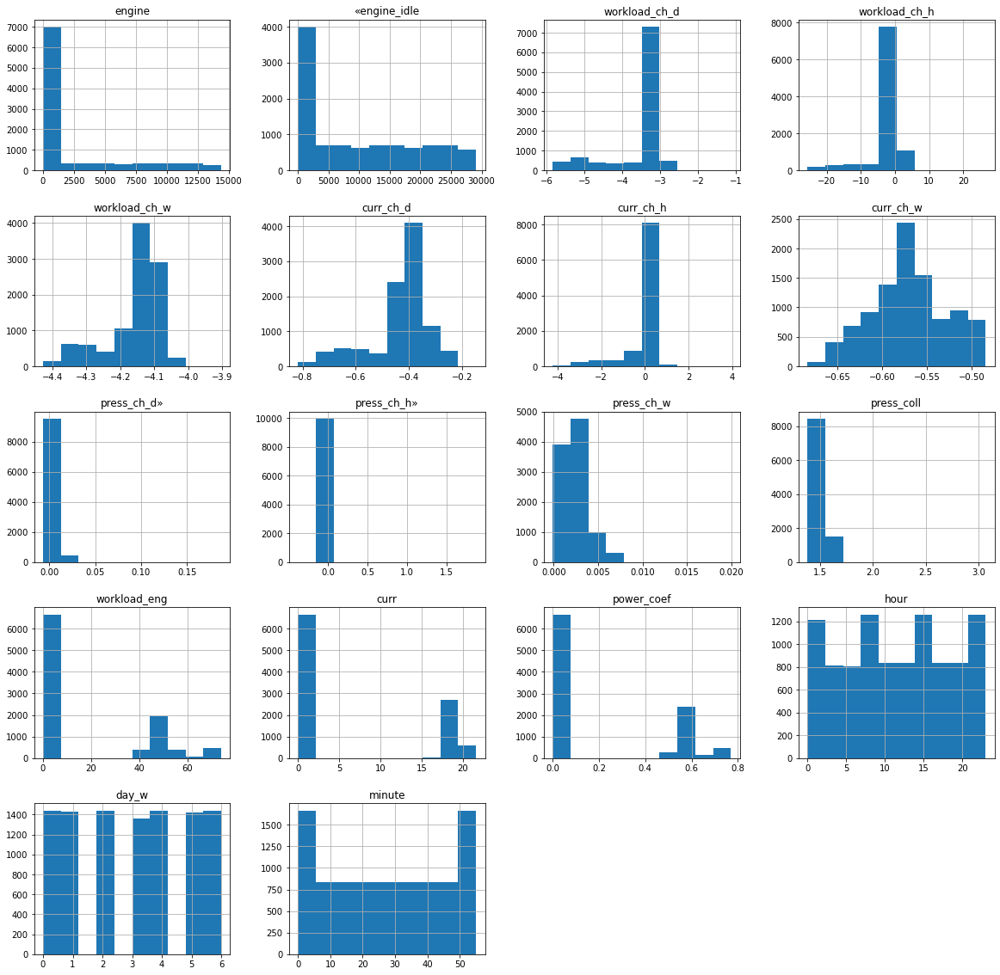 engine «engine_idle workload_ch_d workload_ch_h
7000 6000 5000 4000 3000 2000 1000 0
0 2500 5000 7500 10000 12500 15000
4000 3000 2000 1000 0
0 5000 10000 15000 20000 25000 30000
7000 6000 5000 4000 3000 2000 1000 0
−6 −5 −4 −3 −2 −1
8000 6000 4000 2000 0
−20 −10 0 10 20
workload_ch_w curr_ch_d curr_ch_h curr_ch_w
4000 3000 2000 1000 0
−4.4 −4.3 −4.2 −4.1 −4.0 −3.9
4000 3000 2000 1000 0
−0.8 −0.6 −0.4 −0.2
8000 6000 4000 2000 0
−4 −2 0 2 4
2500 2000 1500 1000 500 0
−0.65 −0.60 −0.55 −0.50
press_ch_d» press_ch_h» press_ch_w press_coll
8000 6000 4000 2000 0
0.00 0.05 0.10 0.15
10000 8000 6000 4000 2000 0
0.0 0.5 1.0 1.5
5000 4000 3000 2000 1000 0
0.000 0.005 0.010 0.015 0.020
8000 6000 4000 2000 0
1.5 2.0 2.5 3.0
workload_eng curr power_coef hour
6000 5000 4000 3000 2000 1000 0
0 20 40 60
6000 5000 4000 3000 2000 1000 0
0 5 10 15 20
6000 5000 4000 3000 2000 1000 0
0.0 0.2 0.4 0.6 0.8
1200 1000 800 600 400 200 0
0 5 10 15 20
day_w minute
1400 1200 1000 800 600 400 200 0
0 1 2 3 4 5 6
1500 1250 1000 750 500 250 0
0 10 20 30 40 50